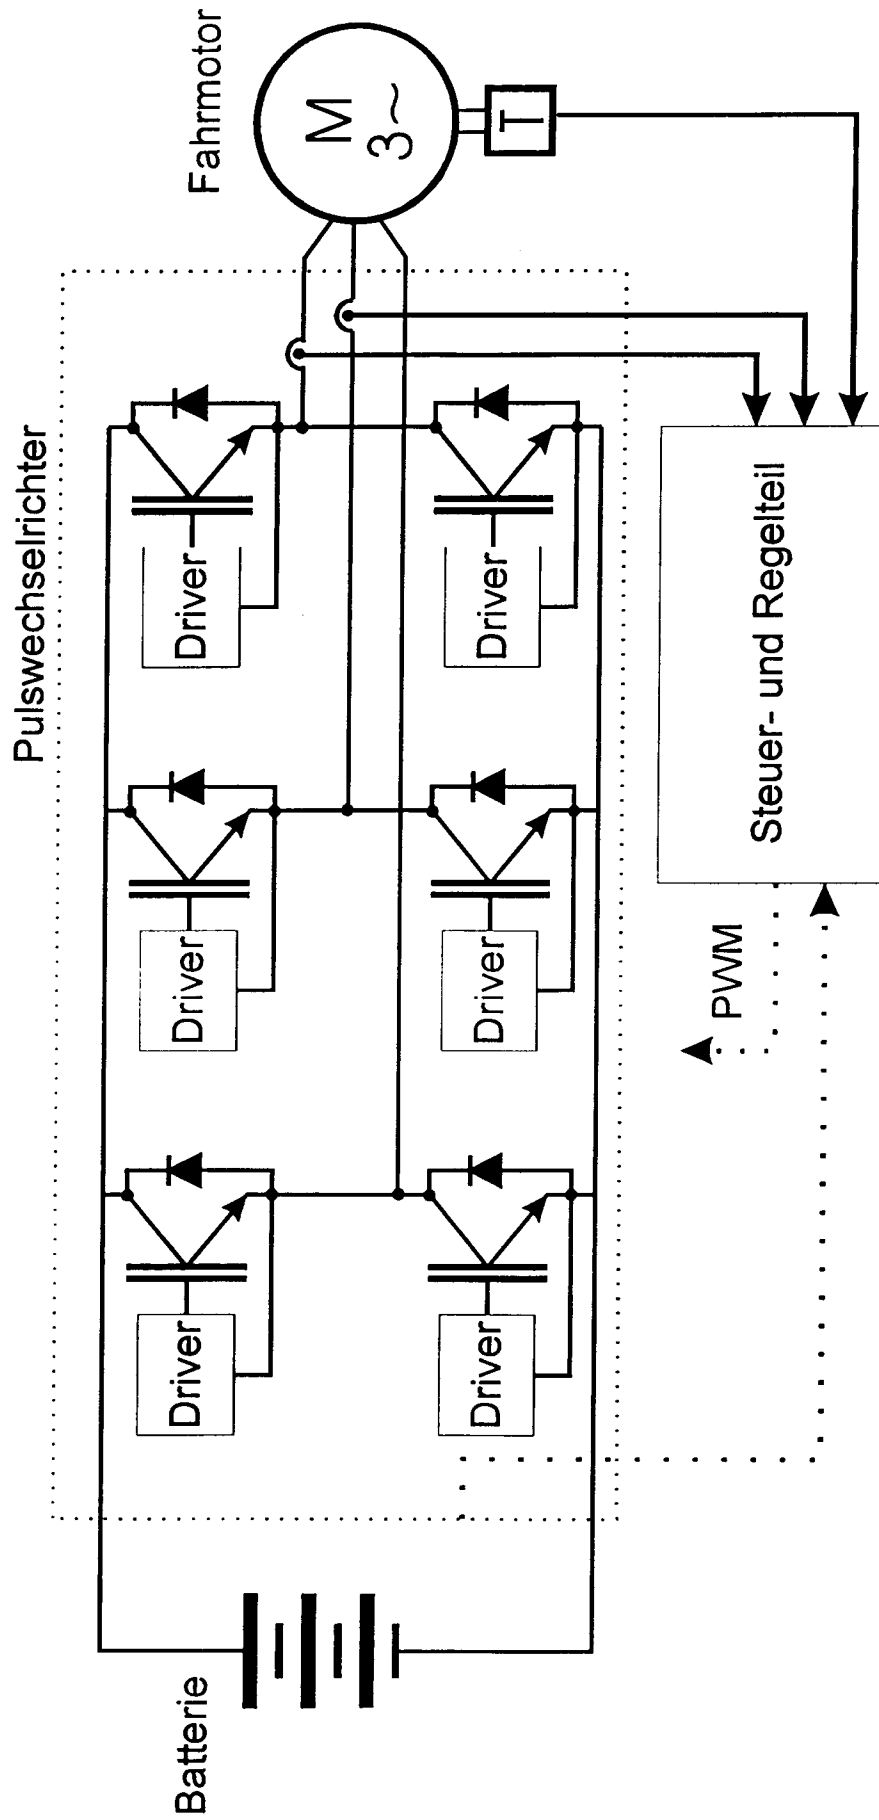 Pulswechselrichter
Batterie
Fahrmotor
Driver
Driver
Driver
M
3~
T
Driver
Driver
Driver
PWM
Steuer- und Regelteil